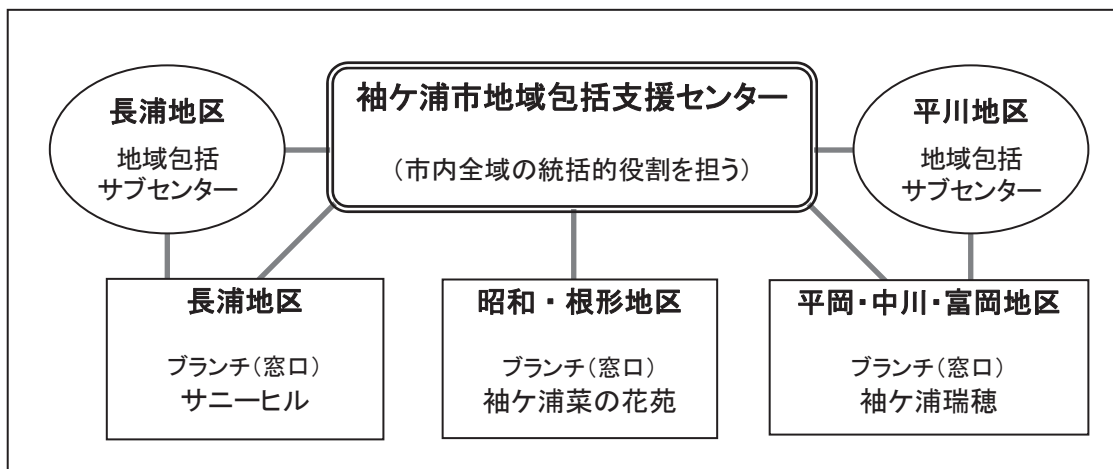 長浦地区
地域包括
サブセンター
袖ケ浦市地域包括支援センター
(市内全域の統括的役割を担う)
平川地区
地域包括
サブセンター
長浦地区
ブランチ(窓口)
サニーヒル
昭和・根形地区
ブランチ(窓口)
袖ケ浦菜の花苑
平岡・中川・富岡地区
ブランチ(窓口)
袖ケ浦瑞穂